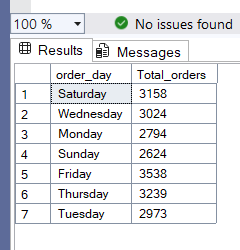 100 %
No issues found
Results Messages
order_day Total_orders
1 Saturday 3158
2 Wednesday 3024
3 Monday 2794
4 Sunday 2624
5 Friday 3538
6 Thursday 3239
7 Tuesday 2973